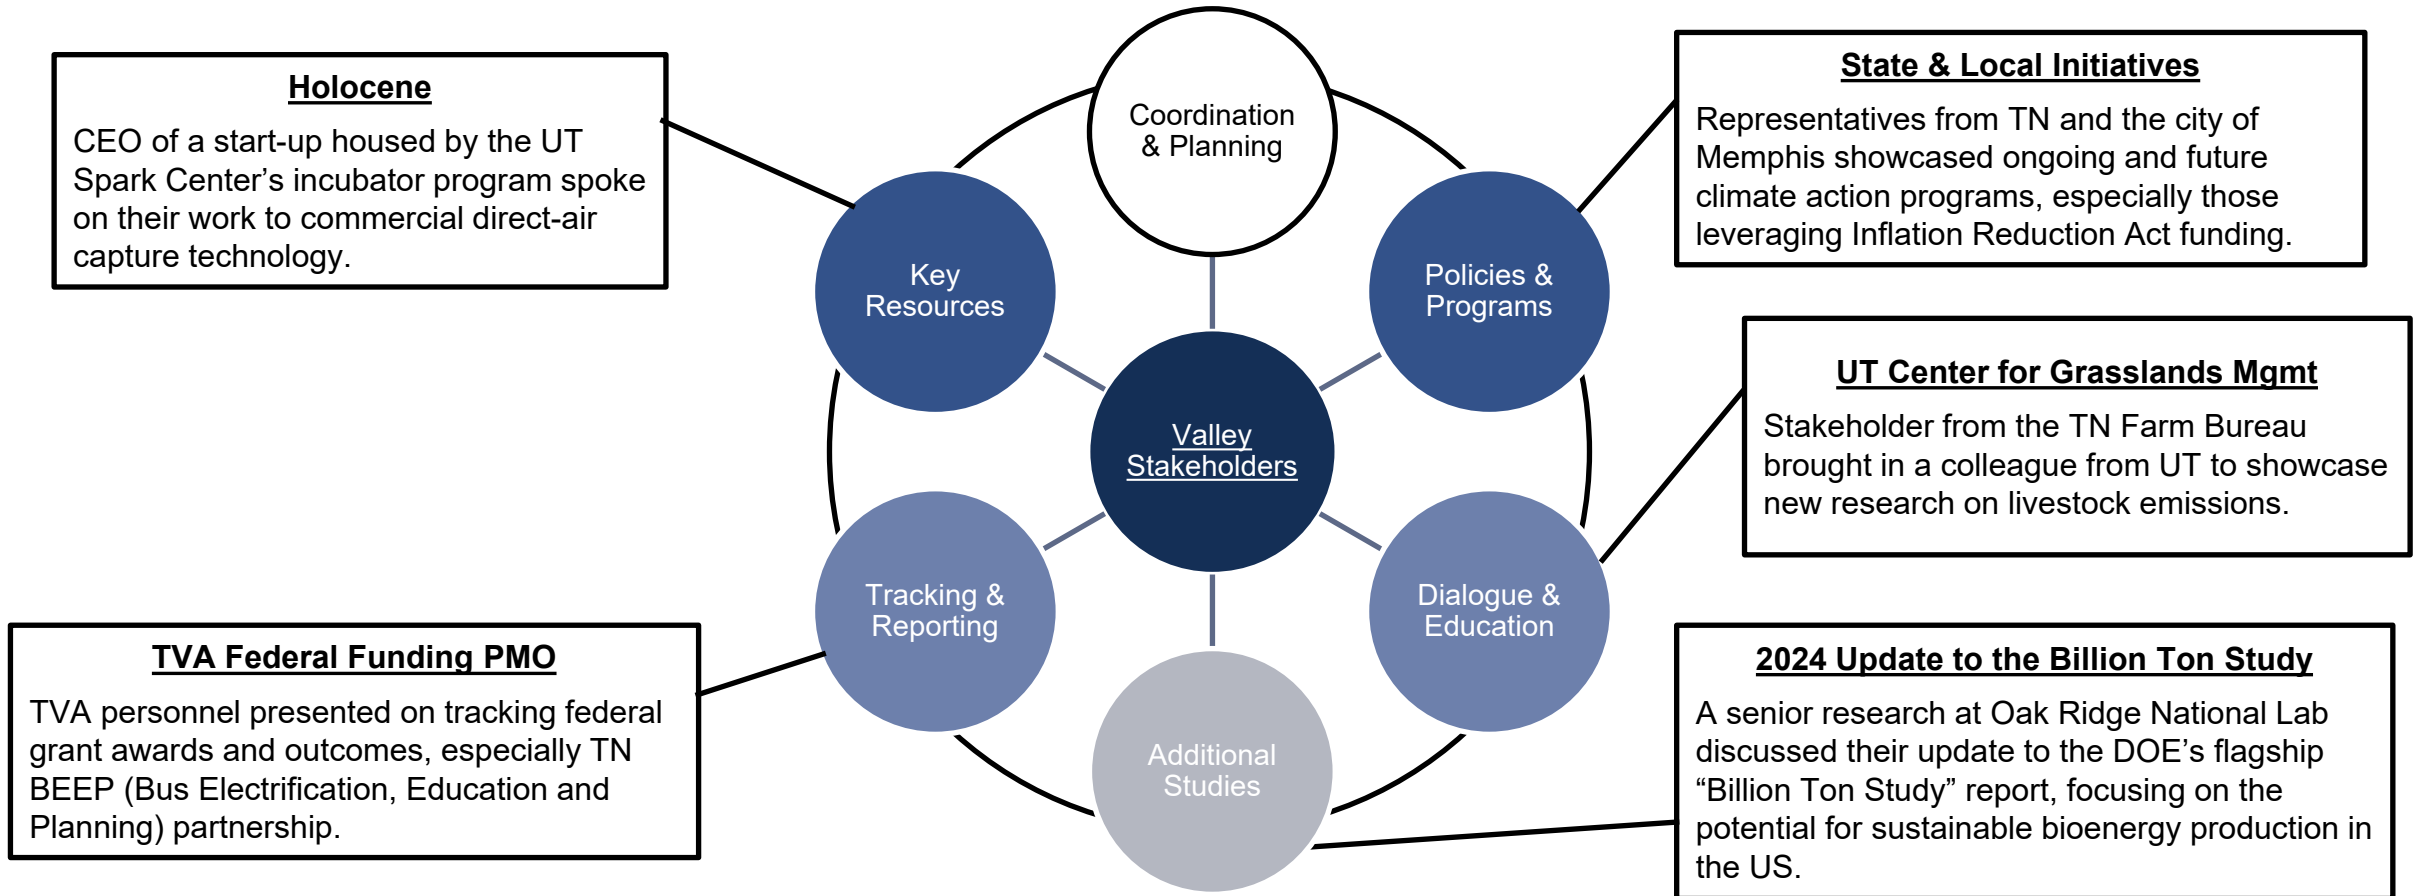 Holocene
CEO of a start-up housed by the UT
Spark Center’s incubator program spoke
on their work to commercial direct-air
capture technology.
Coordination
& Planning
State & Local Initiatives
Representatives from TN and the city of
Memphis showcased ongoing and future
climate action programs, especially those
leveraging Inflation Reduction Act funding.
Key
Resources
Policies &
Programs
Valley
Stakeholders
UT Center for Grasslands Mgmt
Stakeholder from the TN Farm Bureau
brought in a colleague from UT to showcase
new research on livestock emissions.
Tracking &
Reporting
Dialogue &
Education
TVA Federal Funding PMO
TVA personnel presented on tracking federal
grant awards and outcomes, especially TN
BEEP (Bus Electrification, Education and
Planning) partnership.
Additional
Studies
2024 Update to the Billion Ton Study
A senior research at Oak Ridge National Lab
discussed their update to the DOE’s flagship
“Billion Ton Study” report, focusing on the
potential for sustainable bioenergy production in
the US.